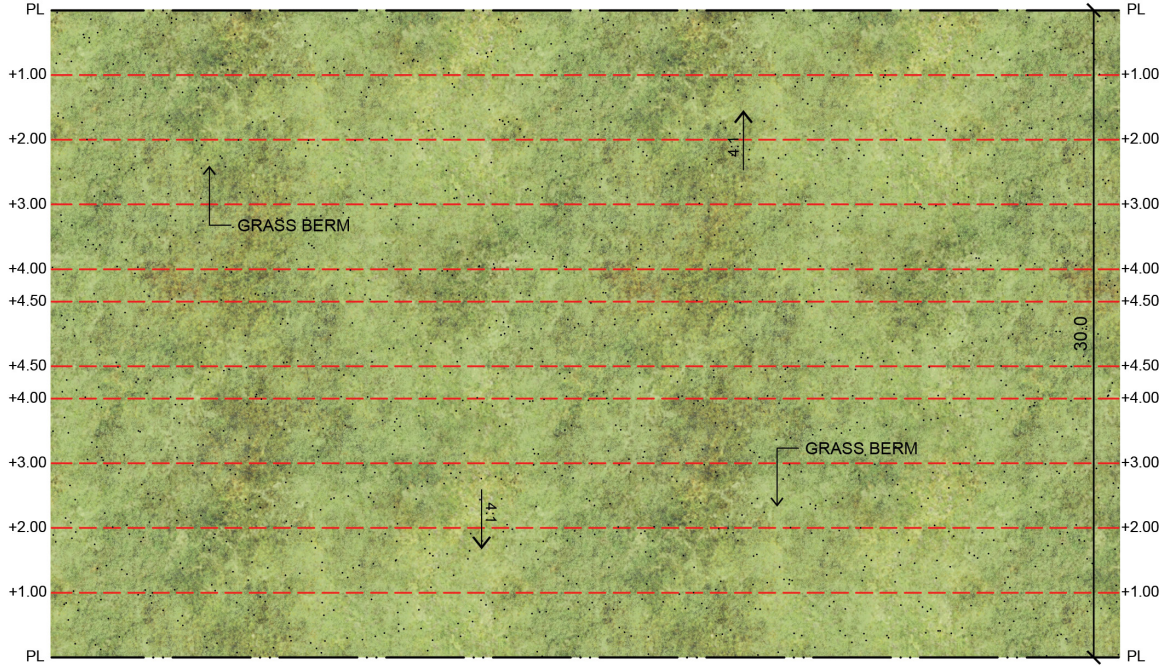 PL PL
+1.00 +1.00
+2.00 4:1 +2.00
+3.00 +3.00
GRASS BERM
+4.00 +4.00
+4.50 +4.50
30.0
+4.50 +4.50
+4.00 +4.00
GRASS BERM
+3.00 +3.00
4:1
+2.00 +2.00
+1.00 +1.00
PL PL